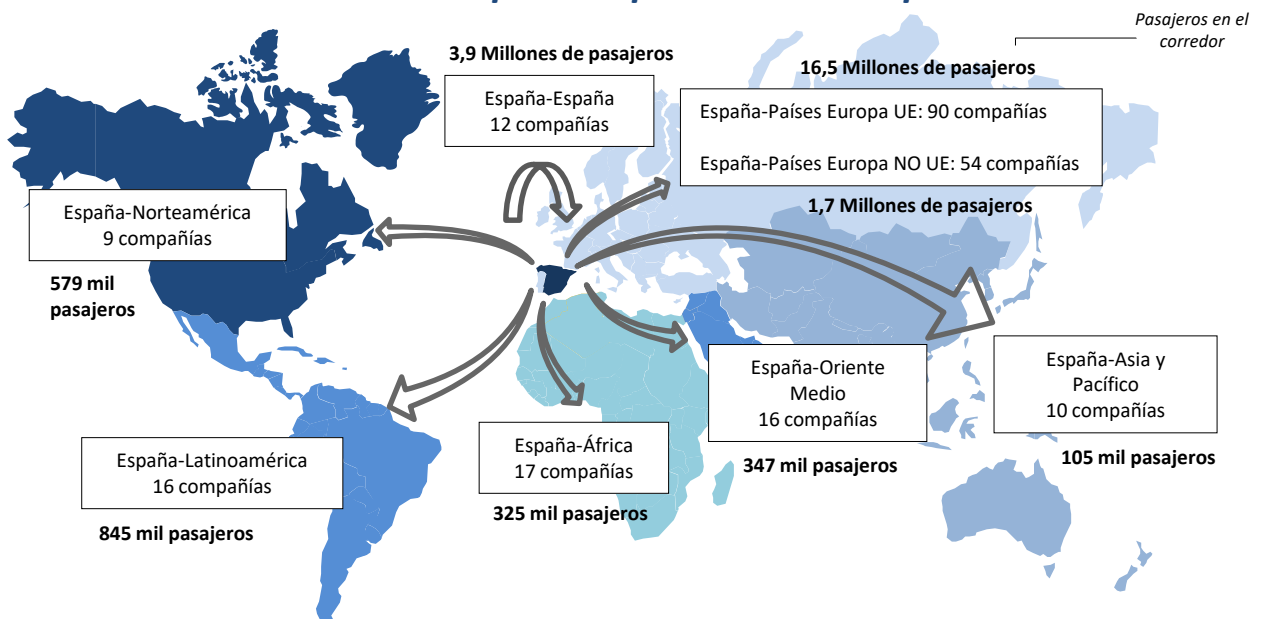 Pasajeros en el
corredor
3,9 Millones de pasajeros
España-España
12 compañías
16,5 Millones de pasajeros
España-Países Europa UE: 90 compañías
España-Países Europa NO UE: 54 compañías
1,7 Millones de pasajeros
España-Norteamérica
9 compañías
579 mil
pasajeros
España-Oriente
Medio
16 compañías
347 mil pasajeros
España-Asia y
Pacífico
10 compañías
105 mil pasajeros
España-África
17 compañías
325 mil pasajeros
España-Latinoamérica
16 compañías
845 mil pasajeros